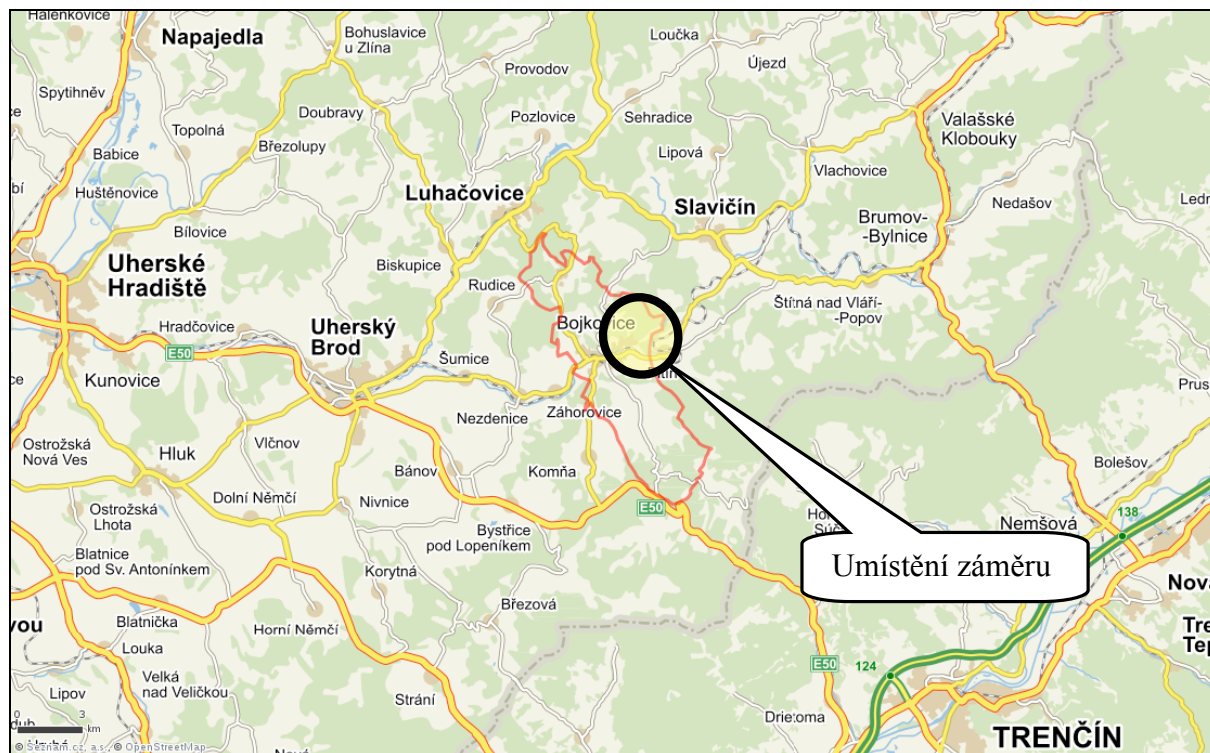 Halenkovice
Napajedla
Bohuslavice
u Zlína
Loučka
Újezd
Provodov
Spytihněv
Doubravy
Topolná
Pozlovice
Sehradice
Valašské
Klobouky
Březolupy
Babice
Lipová
Vlachovice
Huštěnovice
Luhačovice
Slavičín
Nedašov
Bílovice
Brumov-
-Bylnice
Uherské
Hradiště
Biskupice
Rudice
Štítná nad Vláří-
-Popov
Hradčovice
Uherský
Brod
Bojkovice
E50
Šumice
Kunovice
Nezdenice
Záhorovice
Ostrožská
Nová Ves
Vlčnov
Hluk
Bánov
Komňa
Bolešov
Dolní Němčí
Nivnice
E50
138
Nemšová
Ostrožská
Lhota
Bystřice
pod Lopeníkem
Blatnice
pod Sv. Antonínkem
Umístění záměru
Korytná
Březová
Blatnička
Horní Němčí
Louka
E50
124
Velká
nad Veličkou
Strání
Lipov
Drietoma
3
km
TRENČÍN
© Seznam.cz, a.s., © OpenStreetMap